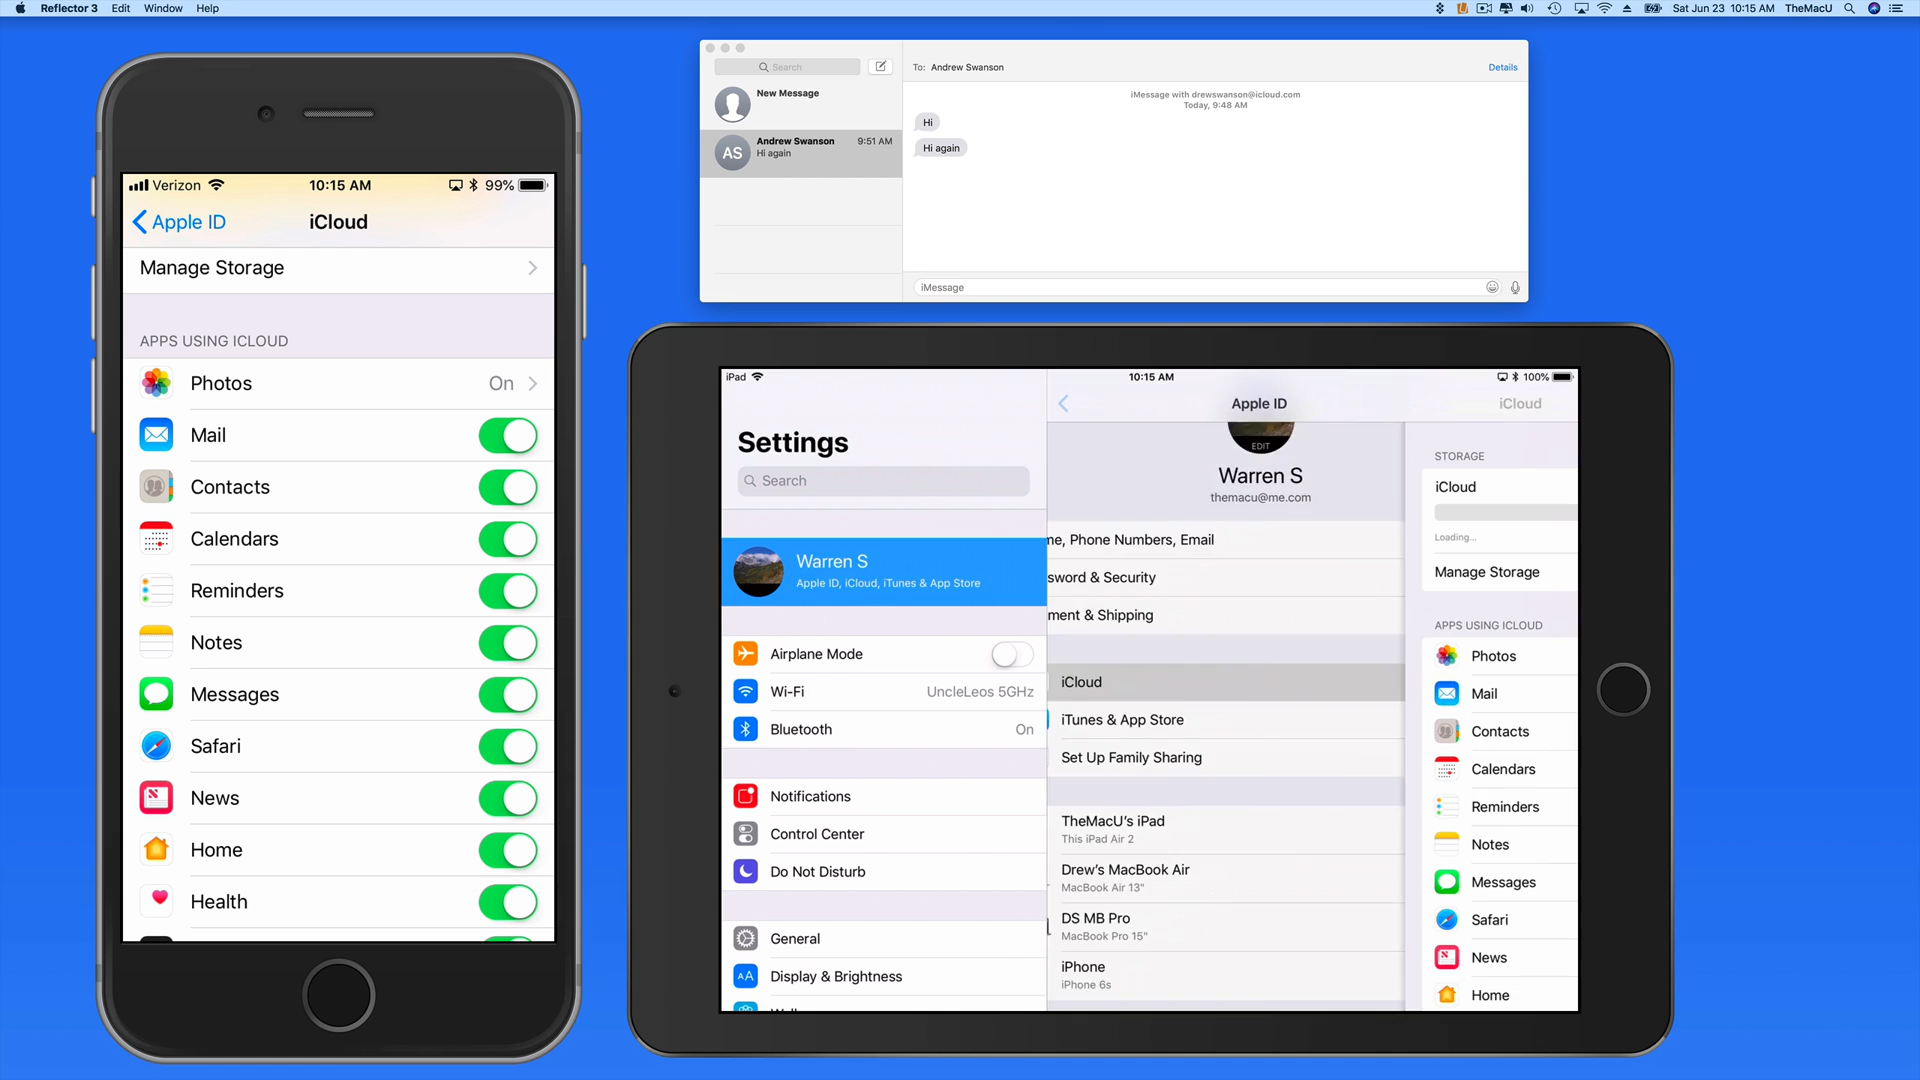 Reflector 3 Edit Window Help
Sat Jun 23 10:15 AM TheMacU
Verizon 10:15 AM 99%
Apple ID iCloud
Manage Storage
APPS USING ICLOUD
Photos On
Mail
Contacts
Calendars
Reminders
Notes
Messages
Safari
News
Home
Health
Search
New Message
AS
Andrew Swanson 9:51 AM
Hi again
To: Andrew Swanson Details
iMessage with drewswanson@icloud.com
Today, 9:48 AM
Hi
Hi again
iMessage
iPad 10:15 AM 100%
Settings
Search
Warren S
Apple ID, iCloud, iTunes & App Store
Airplane Mode
Wi-Fi UncleLeos 5GHz
Bluetooth On
Notifications
Control Center
Do Not Disturb
General
AA Display & Brightness
Apple ID iCloud
EDIT
Warren S
themacu@me.com
me, Phone Numbers, Email
sword & Security
ment & Shipping
iCloud
iTunes & App Store
Set Up Family Sharing
TheMacU's iPad
This iPad Air 2
Drew's MacBook Air
MacBook Air 13"
DS MB Pro
MacBook Pro 15"
iPhone
iPhone 6s
STORAGE
iCloud
Loading...
Manage Storage
APPS USING ICLOUD
Photos
Mail
Contacts
Calendars
Reminders
Notes
Messages
Safari
News
Home